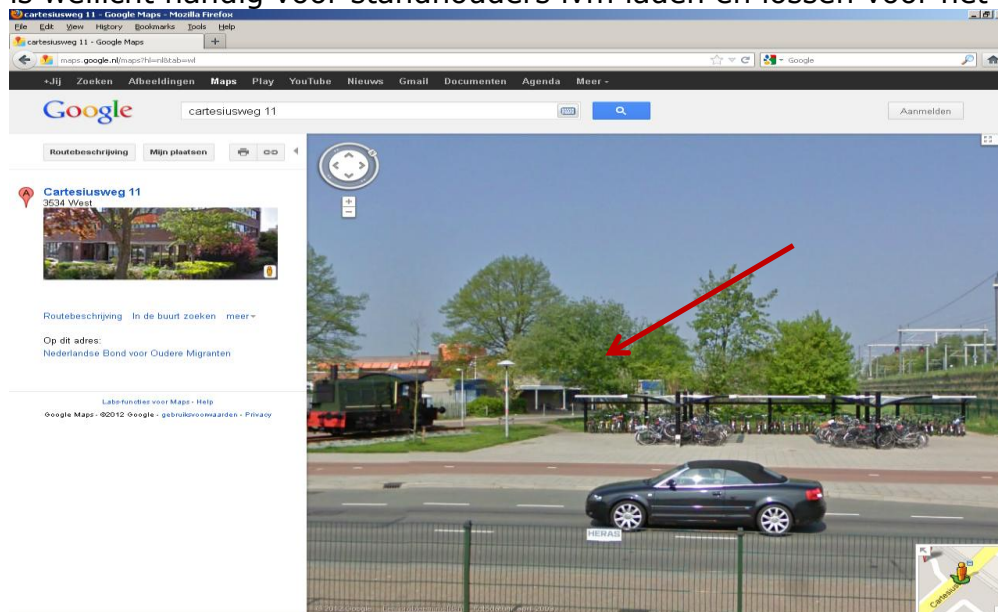 is wellicht handig voor standhouders ivm laden en lossen voor het
cartesiusweg 11 - Google Maps - Mozilla Firefox
File Edit View History Bookmarks Tools Help
cartesiusweg 11 - Google Maps
maps.google.nl/maps?hl=nl&tab=wl
Google
+Jij Zoeken Afbeeldingen Maps Play YouTube Nieuws Gmail Documenten Agenda Meer
Google cartesiusweg 11 Aanmelden
Routebeschrijving Mijn plaatsen
A Cartesiusweg 11
3534 West
Routebeschrijving In de buurt zoeken meer
Op dit adres:
Nederlandse Bond voor Oudere Migranten
Labs-functies voor Maps - Help
Google Maps - ©2012 Google - gebruiksvoorwaarden - Privacy
HERAS